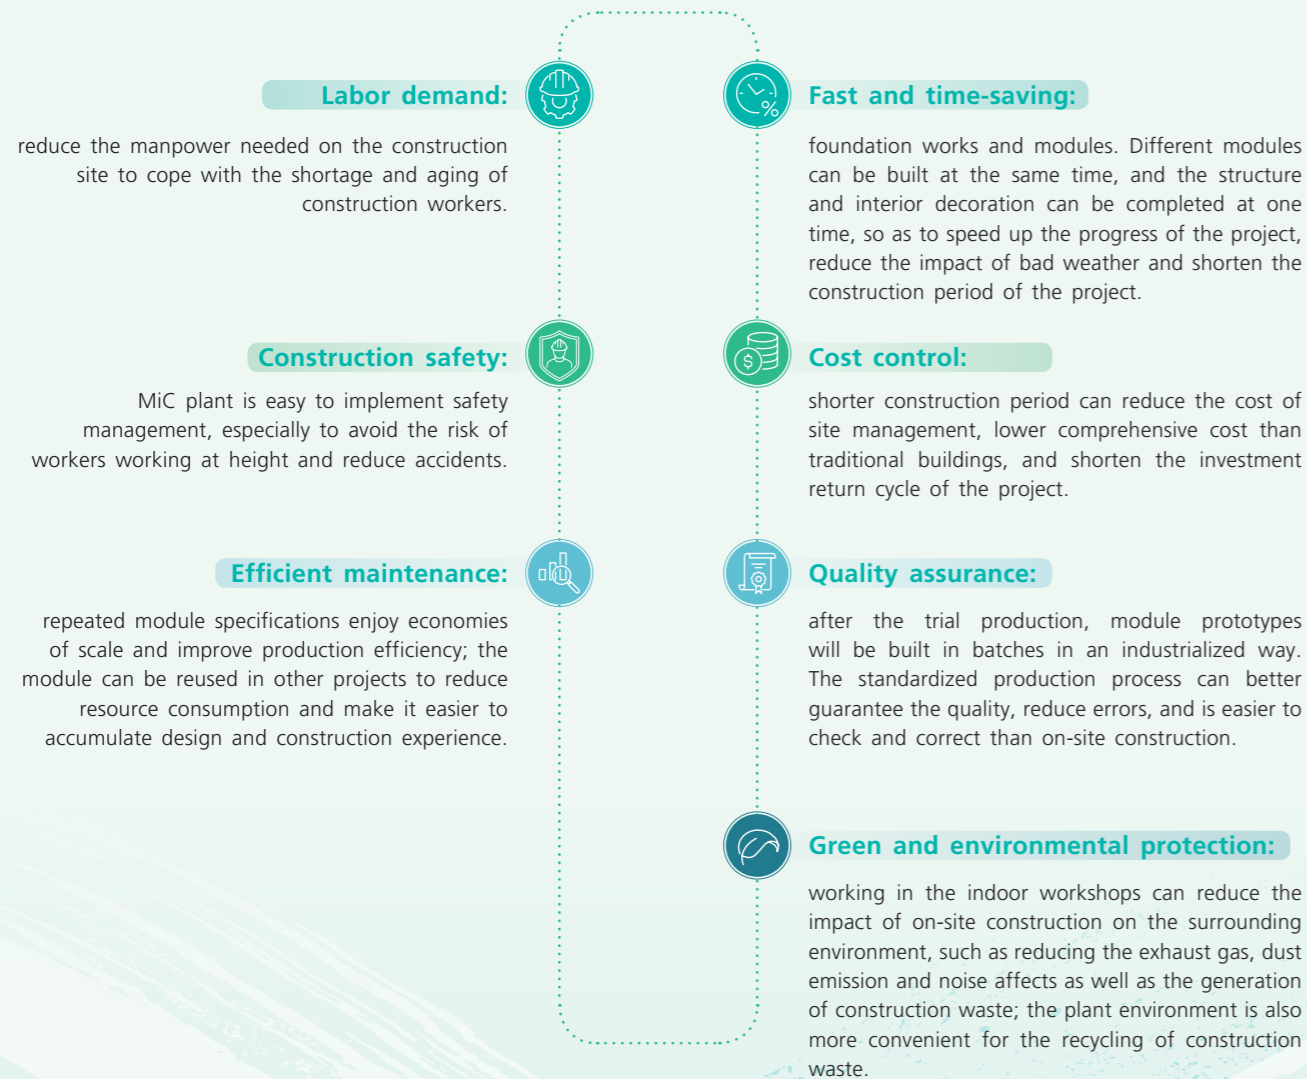 Labor demand:
reduce the manpower needed on the construction
site to cope with the shortage and aging of
construction workers.
Construction safety:
MiC plant is easy to implement safety
management, especially to avoid the risk of
workers working at height and reduce accidents.
Efficient maintenance:
repeated module specifications enjoy economies
of scale and improve production efficiency; the
module can be reused in other projects to reduce
resource consumption and make it easier to
accumulate design and construction experience.
Fast and time-saving:
foundation works and modules. Different modules
can be built at the same time, and the structure
and interior decoration can be completed at one
time, so as to speed up the progress of the project,
reduce the impact of bad weather and shorten the
construction period of the project.
Cost control:
shorter construction period can reduce the cost of
site management, lower comprehensive cost than
traditional buildings, and shorten the investment
return cycle of the project.
Quality assurance:
after the trial production, module prototypes
will be built in batches in an industrialized way.
The standardized production process can better
guarantee the quality, reduce errors, and is easier to
check and correct than on-site construction.
Green and environmental protection:
working in the indoor workshops can reduce the
impact of on-site construction on the surrounding
environment, such as reducing the exhaust gas, dust
emission and noise affects as well as the generation
of construction waste; the plant environment is also
more convenient for the recycling of construction
waste.